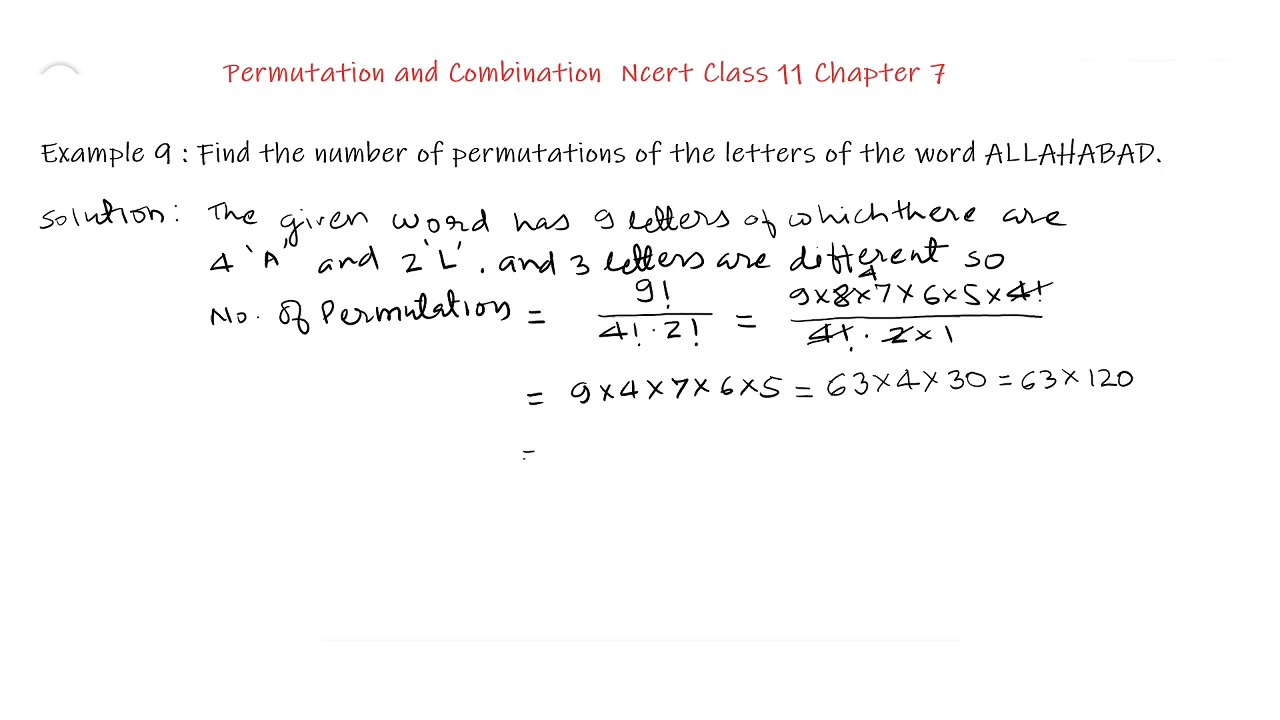 Permutation and Combination Ncert Class 11 Chapter 7
Example 9 : Find the number of permutations of the letters of the word ALLAHABAD.
Solution: The given word has 9 letters of which there are
4 'A' and 2 'L'. and 3 letters are different so
No. of Permutation = 9! / 4! · 2! = 9×8×7×6×5×4! / 4! · 2×1 4
= 9×4×7×6×5 = 63×4×30 = 63×120
=